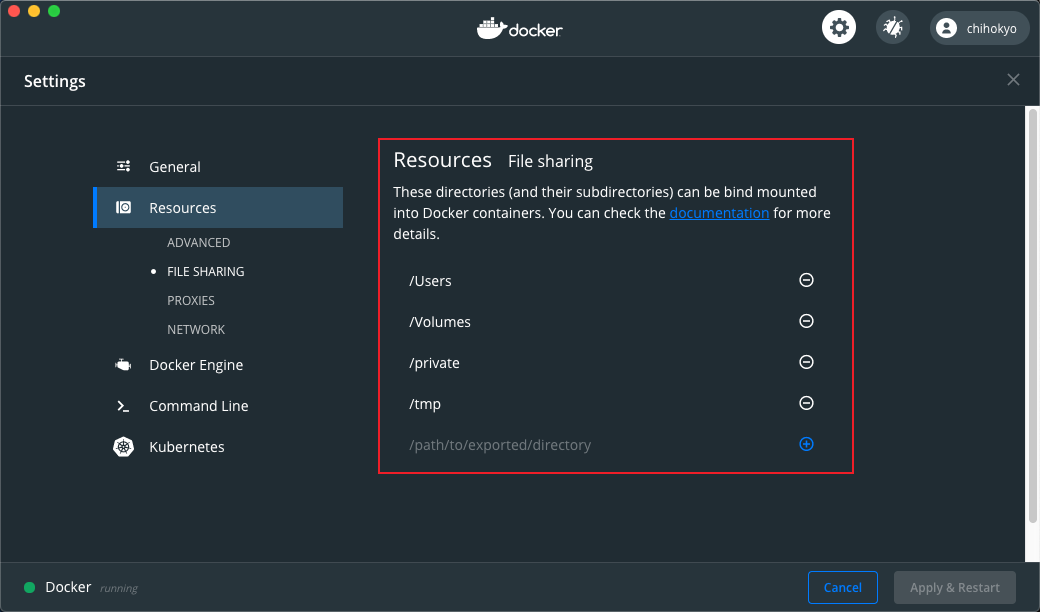 docker
chihokyo
Settings
General
Resources
ADVANCED
FILE SHARING
PROXIES
NETWORK
Docker Engine
Command Line
Kubernetes
Resources File sharing
These directories (and their subdirectories) can be bind mounted
into Docker containers. You can check the documentation for more
details.
/Users
/Volumes
/private
/tmp
/path/to/exported/directory
Docker running
Cancel
Apply & Restart